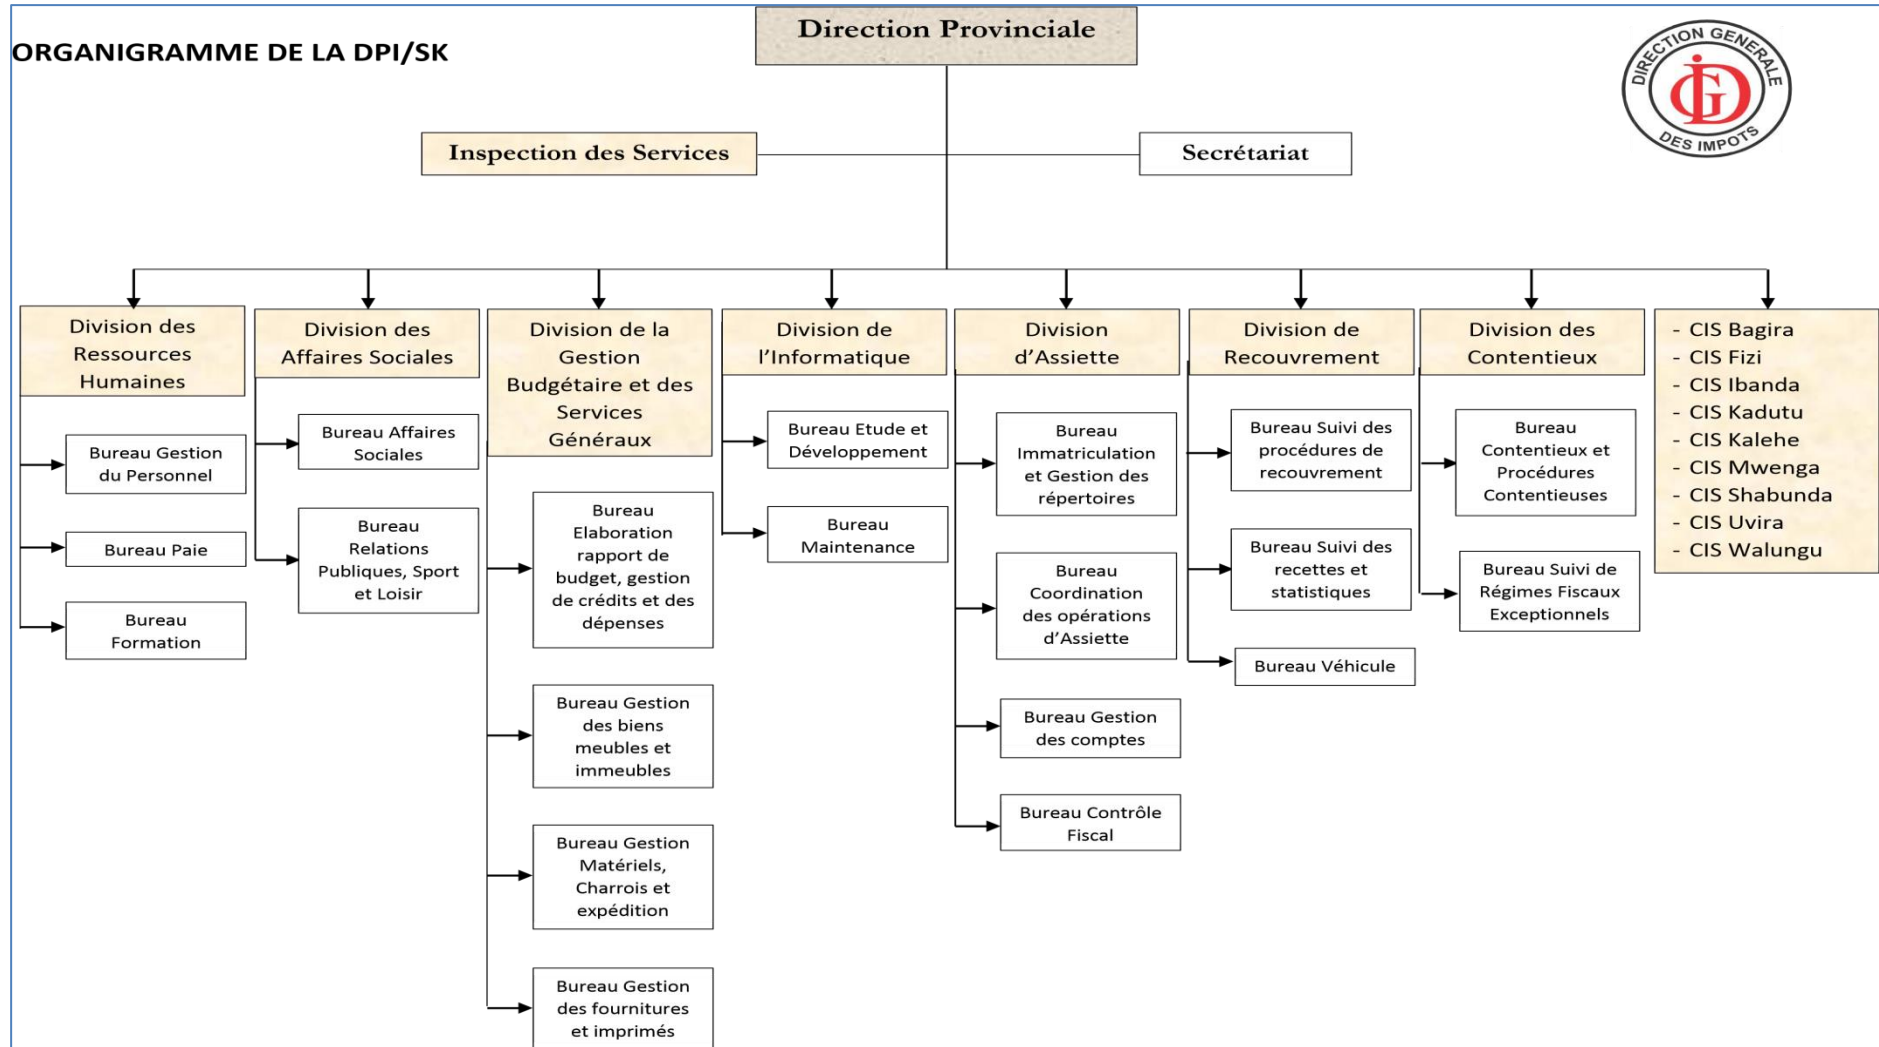 Direction Provinciale
ORGANIGRAMME DE LA DPI/SK
DIRECTION GENERALE
DES IMPOTS
DGI
Inspection des Services
Secrétariat
Division des
Ressources
Humaines
Bureau Gestion
du Personnel
Bureau Paie
Bureau
Formation
Division des
Affaires Sociales
Bureau Affaires
Sociales
Bureau
Relations
Publiques, Sport
et Loisir
Division de la
Gestion
Budgétaire et des
Services
Généraux
Bureau
Elaboration
rapport de
budget, gestion
de crédits et des
dépenses
Bureau Gestion
des biens
meubles et
immeubles
Bureau Gestion
Matériels,
Charrois et
expédition
Bureau Gestion
des fournitures
et imprimés
Division de
l’Informatique
Bureau Etude et
Développement
Bureau
Maintenance
Division
d’Assiette
Bureau
Immatriculation
et Gestion des
répertoires
Bureau
Coordination
des opérations
d’Assiette
Bureau Gestion
des comptes
Bureau Contrôle
Fiscal
Division de
Recouvrement
Bureau Suivi des
procédures de
recouvrement
Bureau Suivi des
recettes et
statistiques
Bureau Véhicule
Division des
Contentieux
Bureau
Contentieux et
Procédures
Contentieuses
Bureau Suivi de
Régimes Fiscaux
Exceptionnels
- CIS Bagira
- CIS Fizi
- CIS Ibanda
- CIS Kadutu
- CIS Kalehe
- CIS Mwenga
- CIS Shabunda
- CIS Uvira
- CIS Walungu